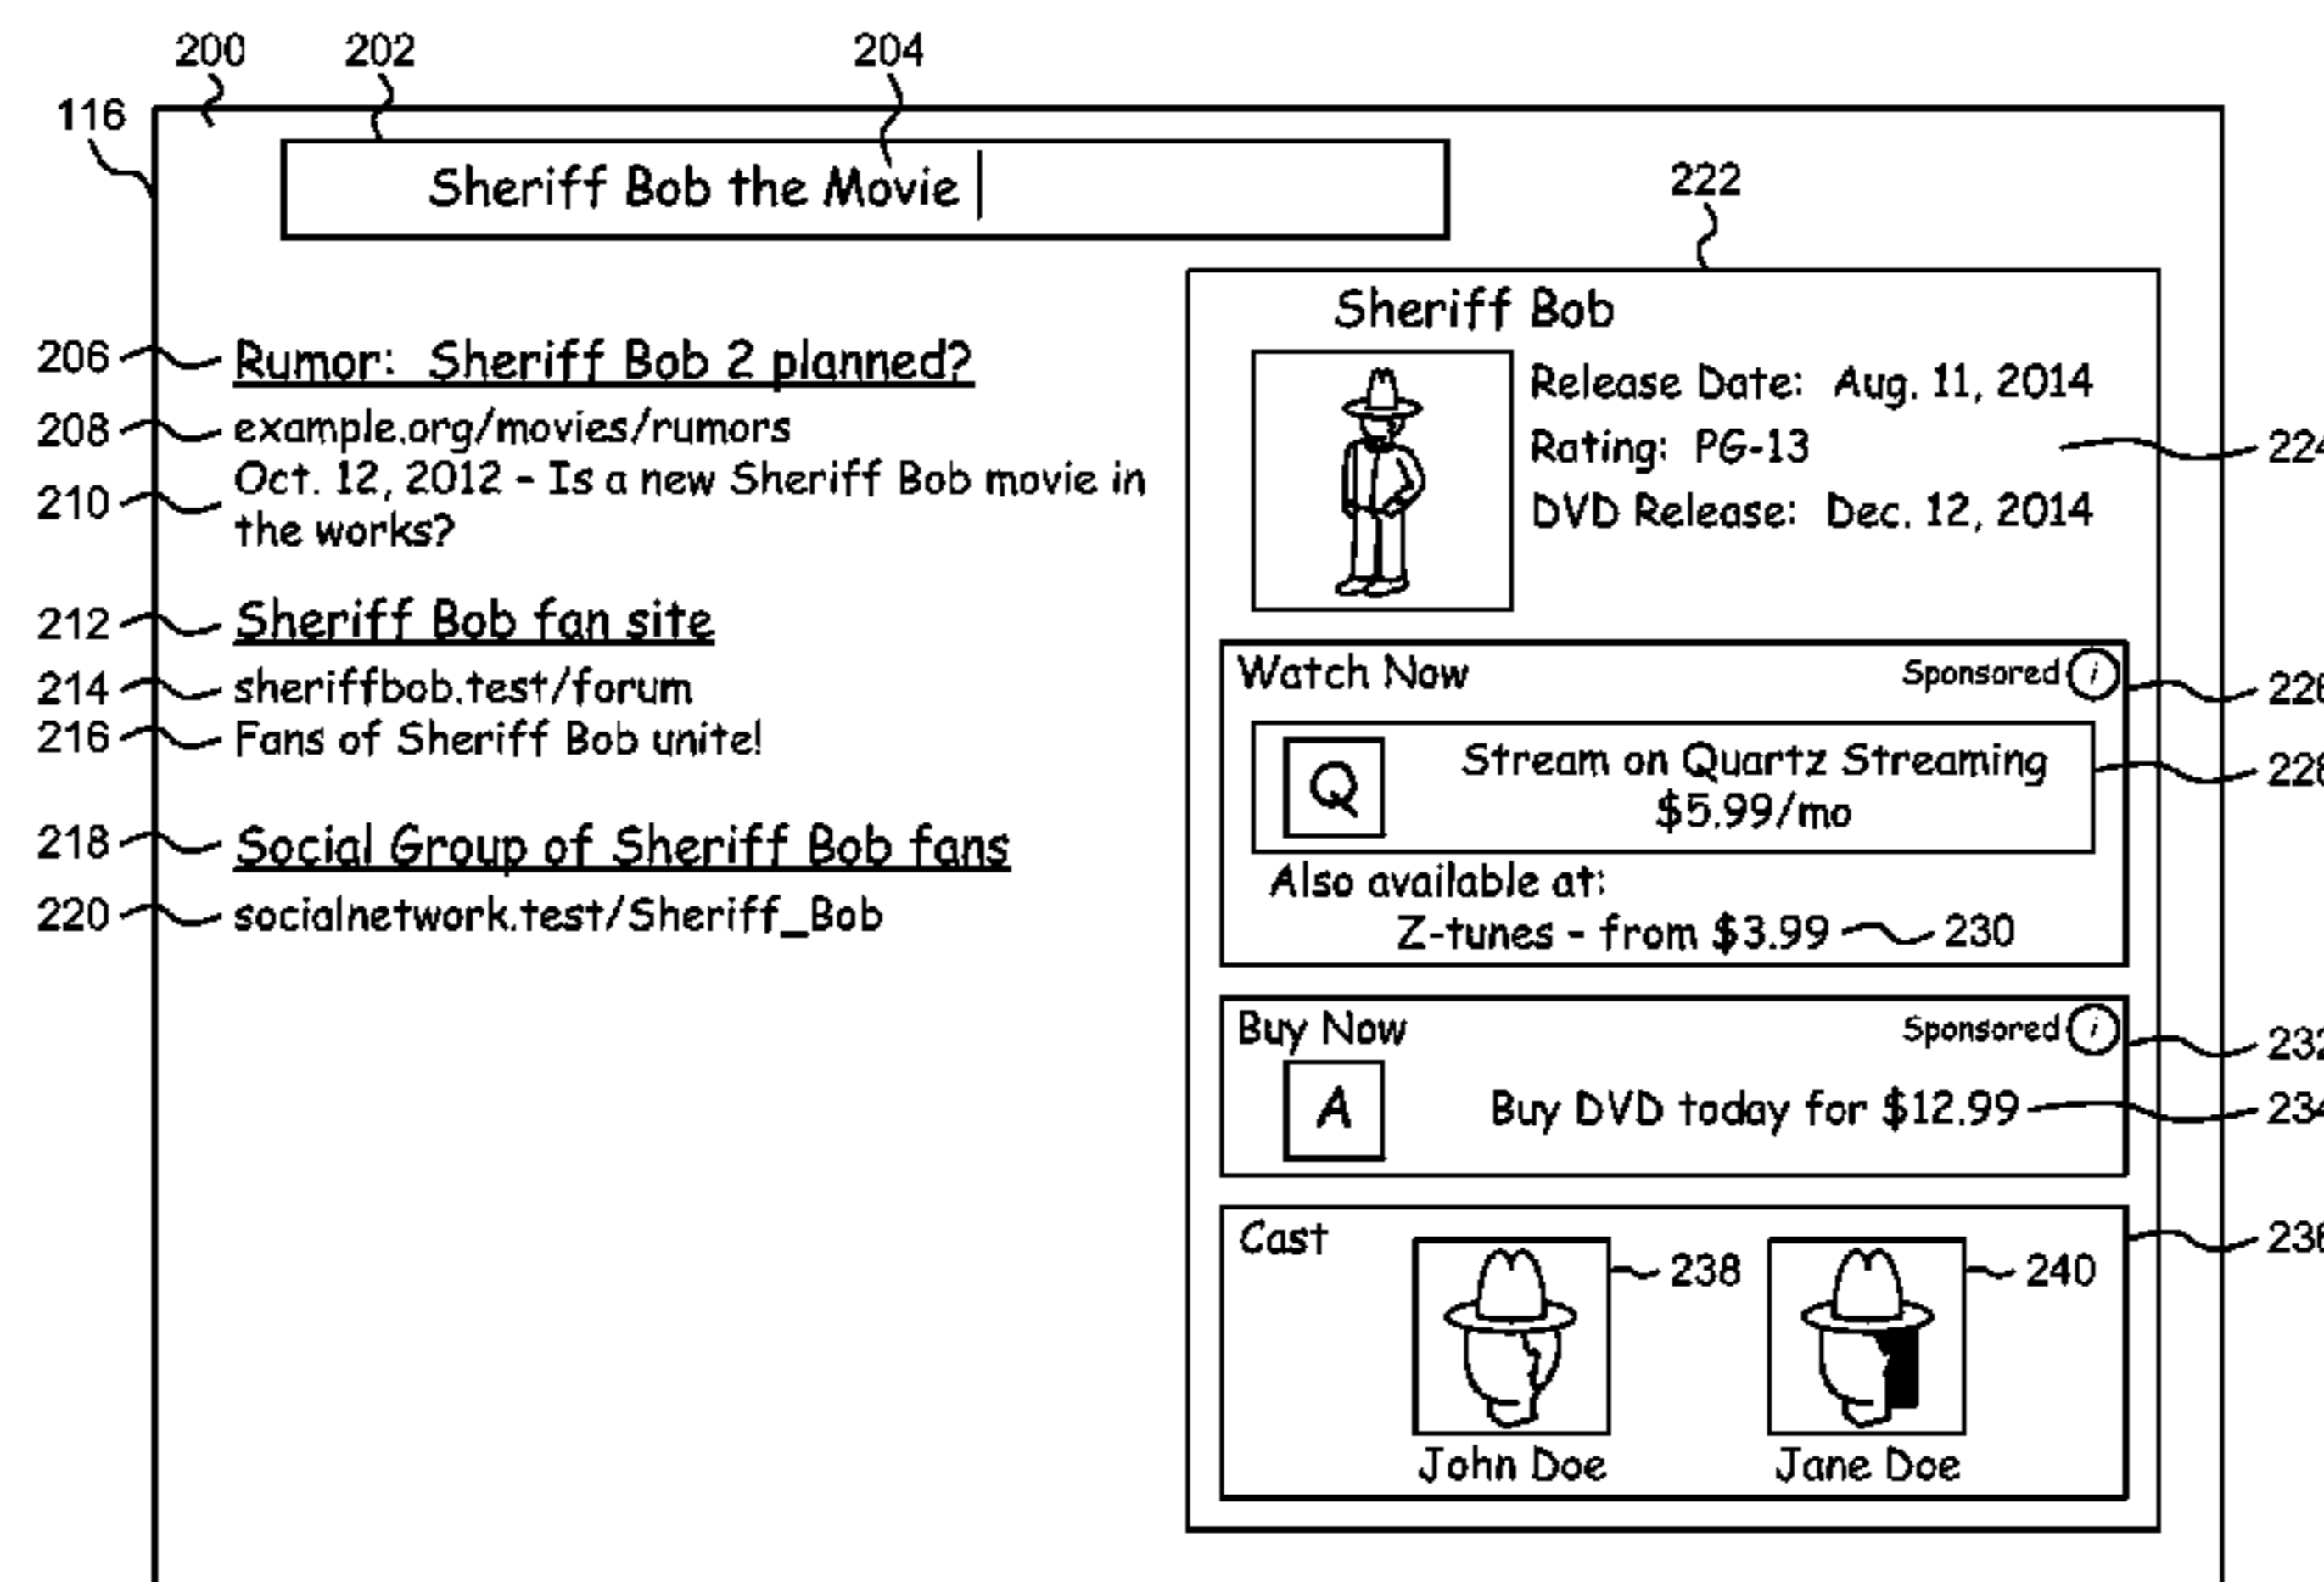 200
202
204
116
Sheriff Bob the Movie
222
206
Rumor: Sheriff Bob 2 planned?
208
example.org/movies/rumors
210
Oct. 12, 2012 - Is a new Sheriff Bob movie in
the works?
212
Sheriff Bob fan site
214
sheriffbob.test/forum
216
Fans of Sheriff Bob unite!
218
Social Group of Sheriff Bob fans
220
socialnetwork.test/Sheriff_Bob
Sheriff Bob
Release Date: Aug. 11, 2014
Rating: PG-13
224
DVD Release: Dec. 12, 2014
Watch Now
Sponsored i
Q
Stream on Quartz Streaming
$5.99/mo
Also available at:
Z-tunes - from $3.99 230
Buy Now
Sponsored i
232
A
Buy DVD today for $12.99
234
Cast
238
240
John Doe
Jane Doe